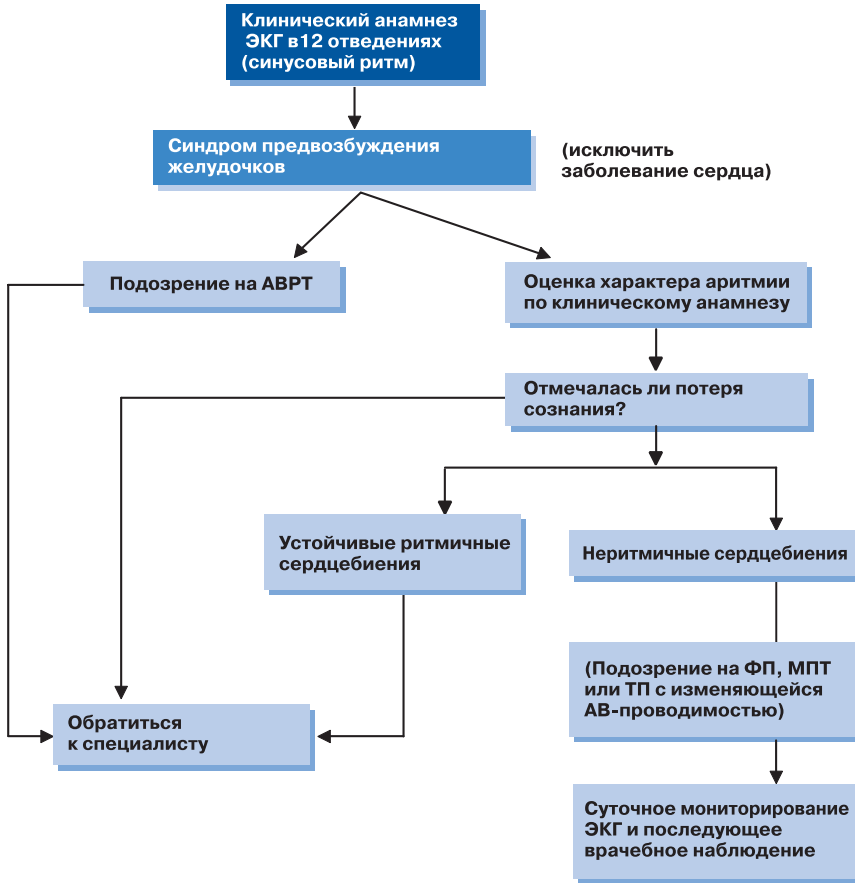 Клинический анамнез
ЭКГ в12 отведениях
(синусовый ритм)
Синдром предвозбуждения
желудочков
(исключить
заболевание сердца)
Подозрение на АВРТ
Оценка характера аритмии
по клиническому анамнезу
Отмечалась ли потеря
сознания?
Устойчивые ритмичные
сердцебиения
Неритмичные сердцебиения
(Подозрение на ФП, МПТ
или ТП с изменяющейся
АВ-проводимостью)
Обратиться
к специалисту
Суточное мониторирование
ЭКГ и последующее
врачебное наблюдение